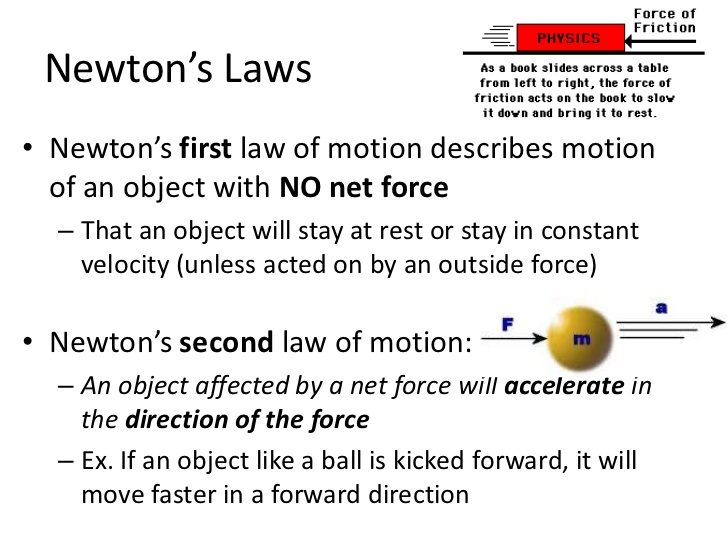 Newton's Laws
Force of
Friction
PHYSICS
As a book slides across a table
from left to right, the force of
friction acts on the book to slow
it down and bring it to rest.
• Newton's first law of motion describes motion
of an object with NO net force
– That an object will stay at rest or stay in constant
velocity (unless acted on by an outside force)
• Newton's second law of motion:
F
m
a
– An object affected by a net force will accelerate in
the direction of the force
– Ex. If an object like a ball is kicked forward, it will
move faster in a forward direction